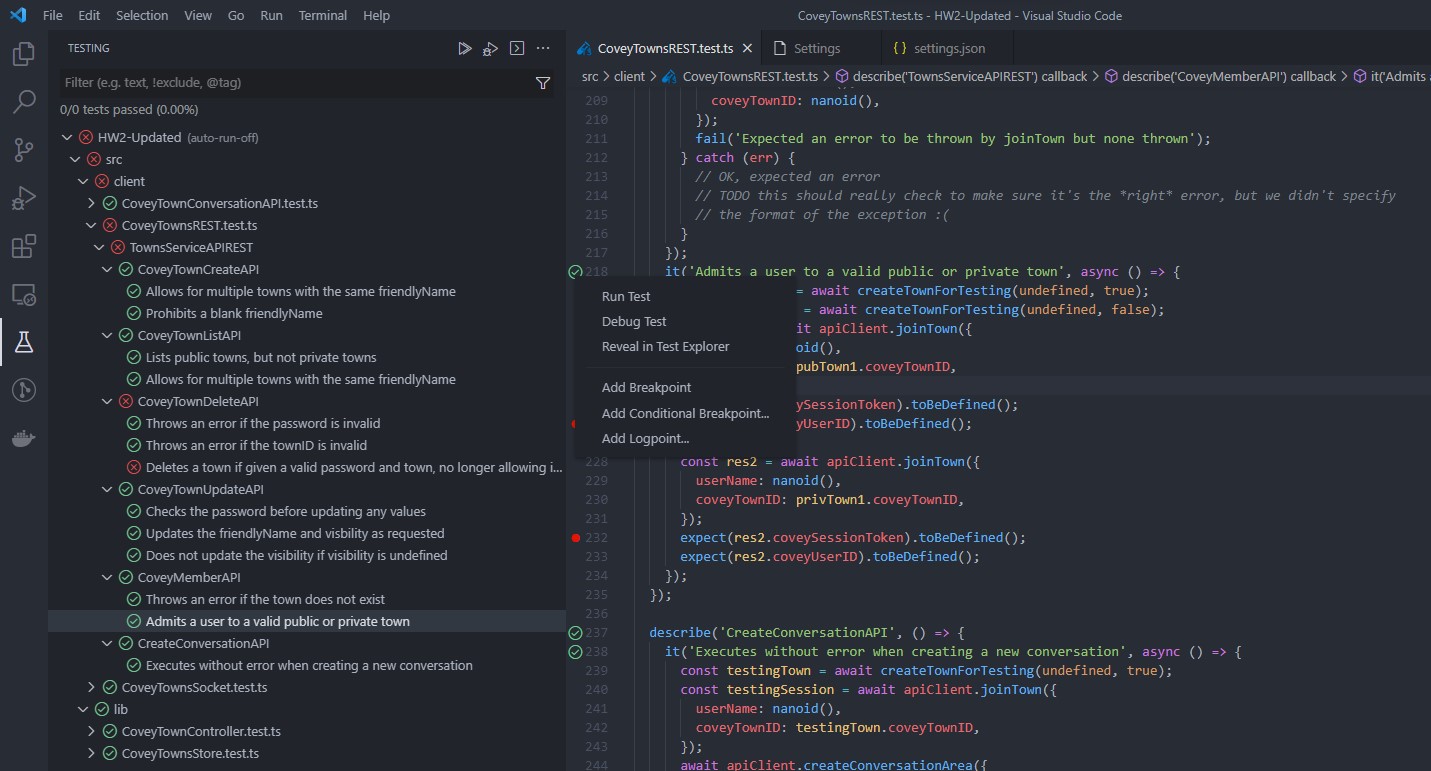 File Edit Selection View Go Run Terminal Help
CoveyTownsREST.test.ts - HW2-Updated - Visual Studio Code
TESTING
Filter (e.g. text, !exclude, @tag)
0/0 tests passed (0.00%)
HW2-Updated (auto-run-off)
src
client
CoveyTownConversationAPI.test.ts
CoveyTownsREST.test.ts
TownsServiceAPIREST
CoveyTownCreateAPI
Allows for multiple towns with the same friendlyName
Prohibits a blank friendlyName
CoveyTownListAPI
Lists public towns, but not private towns
Allows for multiple towns with the same friendlyName
CoveyTownDeleteAPI
Throws an error if the password is invalid
Throws an error if the townID is invalid
Deletes a town if given a valid password and town, no longer allowing i...
CoveyTownUpdateAPI
Checks the password before updating any values
Updates the friendlyName and visbility as requested
Does not update the visibility if visibility is undefined
CoveyMemberAPI
Throws an error if the town does not exist
Admits a user to a valid public or private town
CreateConversationAPI
Executes without error when creating a new conversation
CoveyTownsSocket.test.ts
lib
CoveyTownController.test.ts
CoveyTownsStore.test.ts
CoveyTownsREST.test.ts Settings {} settings.json
src > client > CoveyTownsREST.test.ts > describe('TownsServiceAPIREST') callback > describe('CoveyMemberAPI') callback > it('Admits a
209 coveyTownID: nanoid(),
210 });
211 fail('Expected an error to be thrown by joinTown but none thrown');
212 } catch (err) {
213 // OK, expected an error
214 // TODO this should really check to make sure it's the *right* error, but we didn't specify
215 // the format of the exception :(
216 }
217 });
218 it('Admits a user to a valid public or private town', async () => {
= await createTownForTesting(undefined, true);
= await createTownForTesting(undefined, false);
it apiClient.joinTown({
oid(),
pubTown1.coveyTownID,
ySessionToken).toBeDefined();
yUserID).toBeDefined();
Run Test
Debug Test
Reveal in Test Explorer
Add Breakpoint
Add Conditional Breakpoint...
Add Logpoint...
228 const res2 = await apiClient.joinTown({
229 userName: nanoid(),
230 coveyTownID: privTown1.coveyTownID,
231 });
232 expect(res2.coveySessionToken).toBeDefined();
233 expect(res2.coveyUserID).toBeDefined();
234 });
235 });
236
237 describe('CreateConversationAPI', () => {
238 it('Executes without error when creating a new conversation', async () => {
239 const testingTown = await createTownForTesting(undefined, true);
240 const testingSession = await apiClient.joinTown({
241 userName: nanoid(),
242 coveyTownID: testingTown.coveyTownID,
243 });
244 await apiClient.createConversationArea({